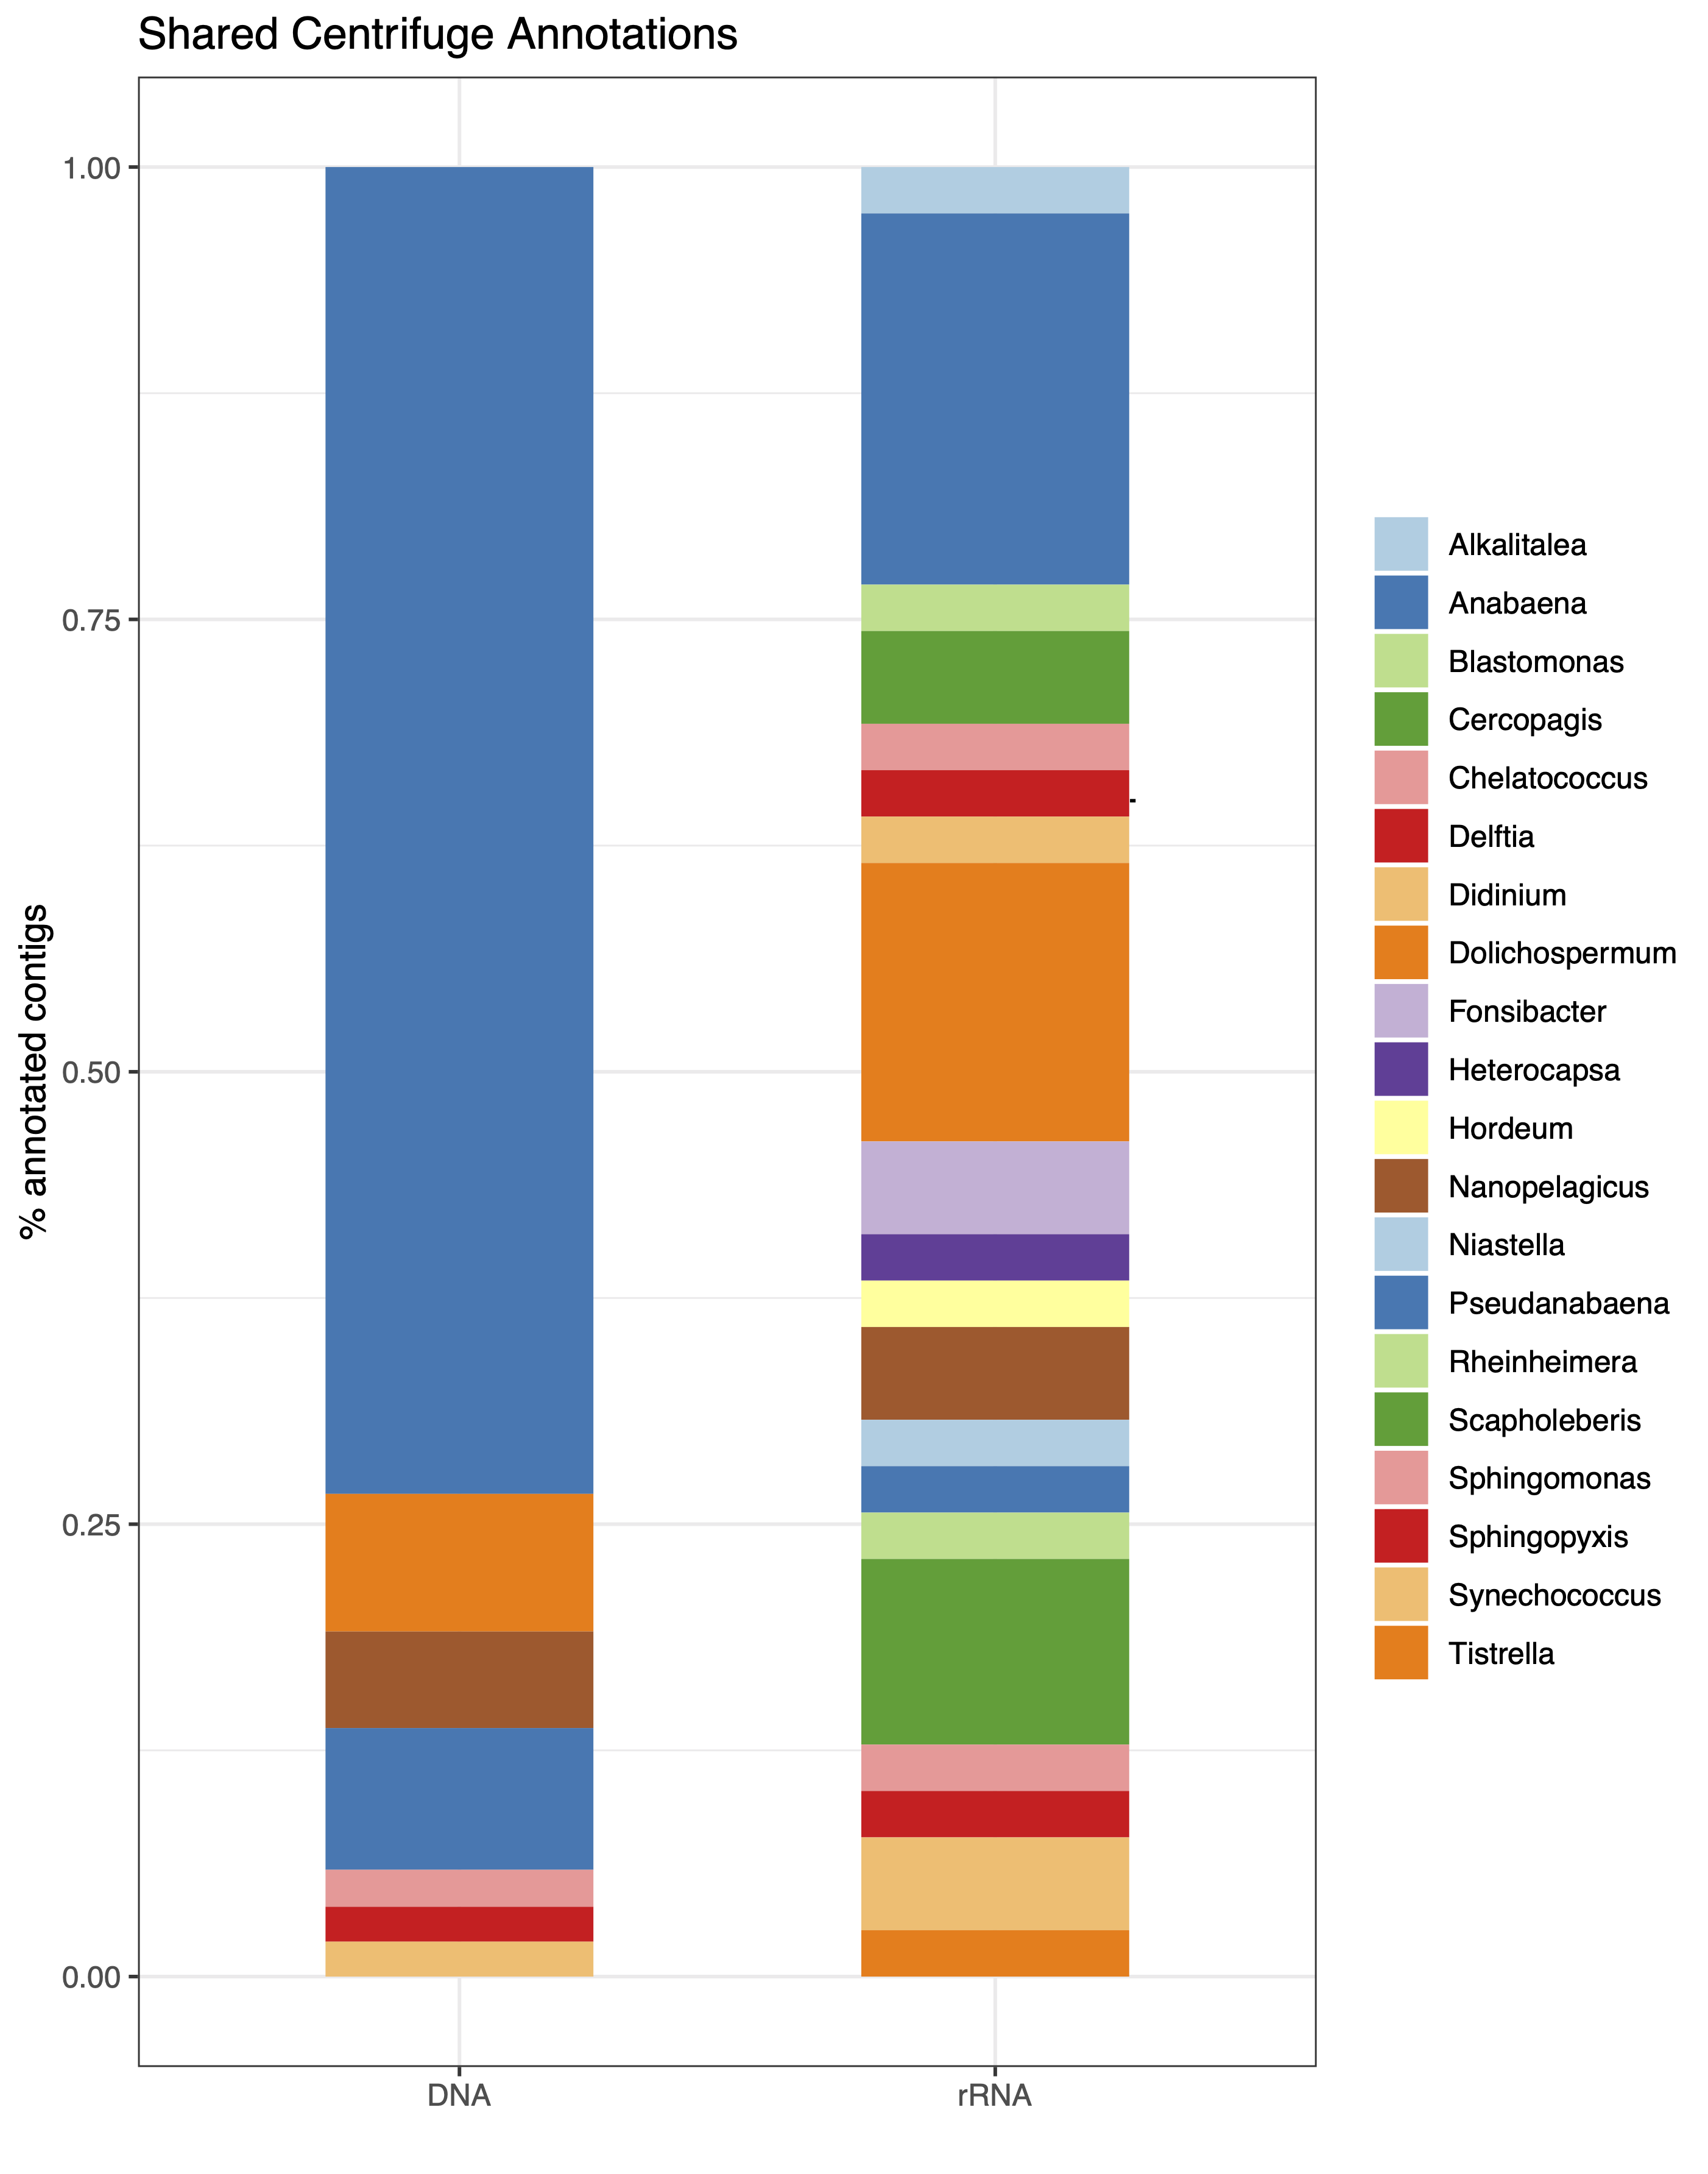 Shared Centrifuge Annotations
% annotated contigs
1.00
0.75
0.50
0.25
0.00
DNA
rRNA
Alkalitalea
Anabaena
Blastomonas
Cercopagis
Chelatococcus
Delftia
Didinium
Dolichospermum
Fonsibacter
Heterocapsa
Hordeum
Nanopelagicus
Niastella
Pseudanabaena
Rheinheimera
Scapholeberis
Sphingomonas
Sphingopyxis
Synechococcus
Tistrella